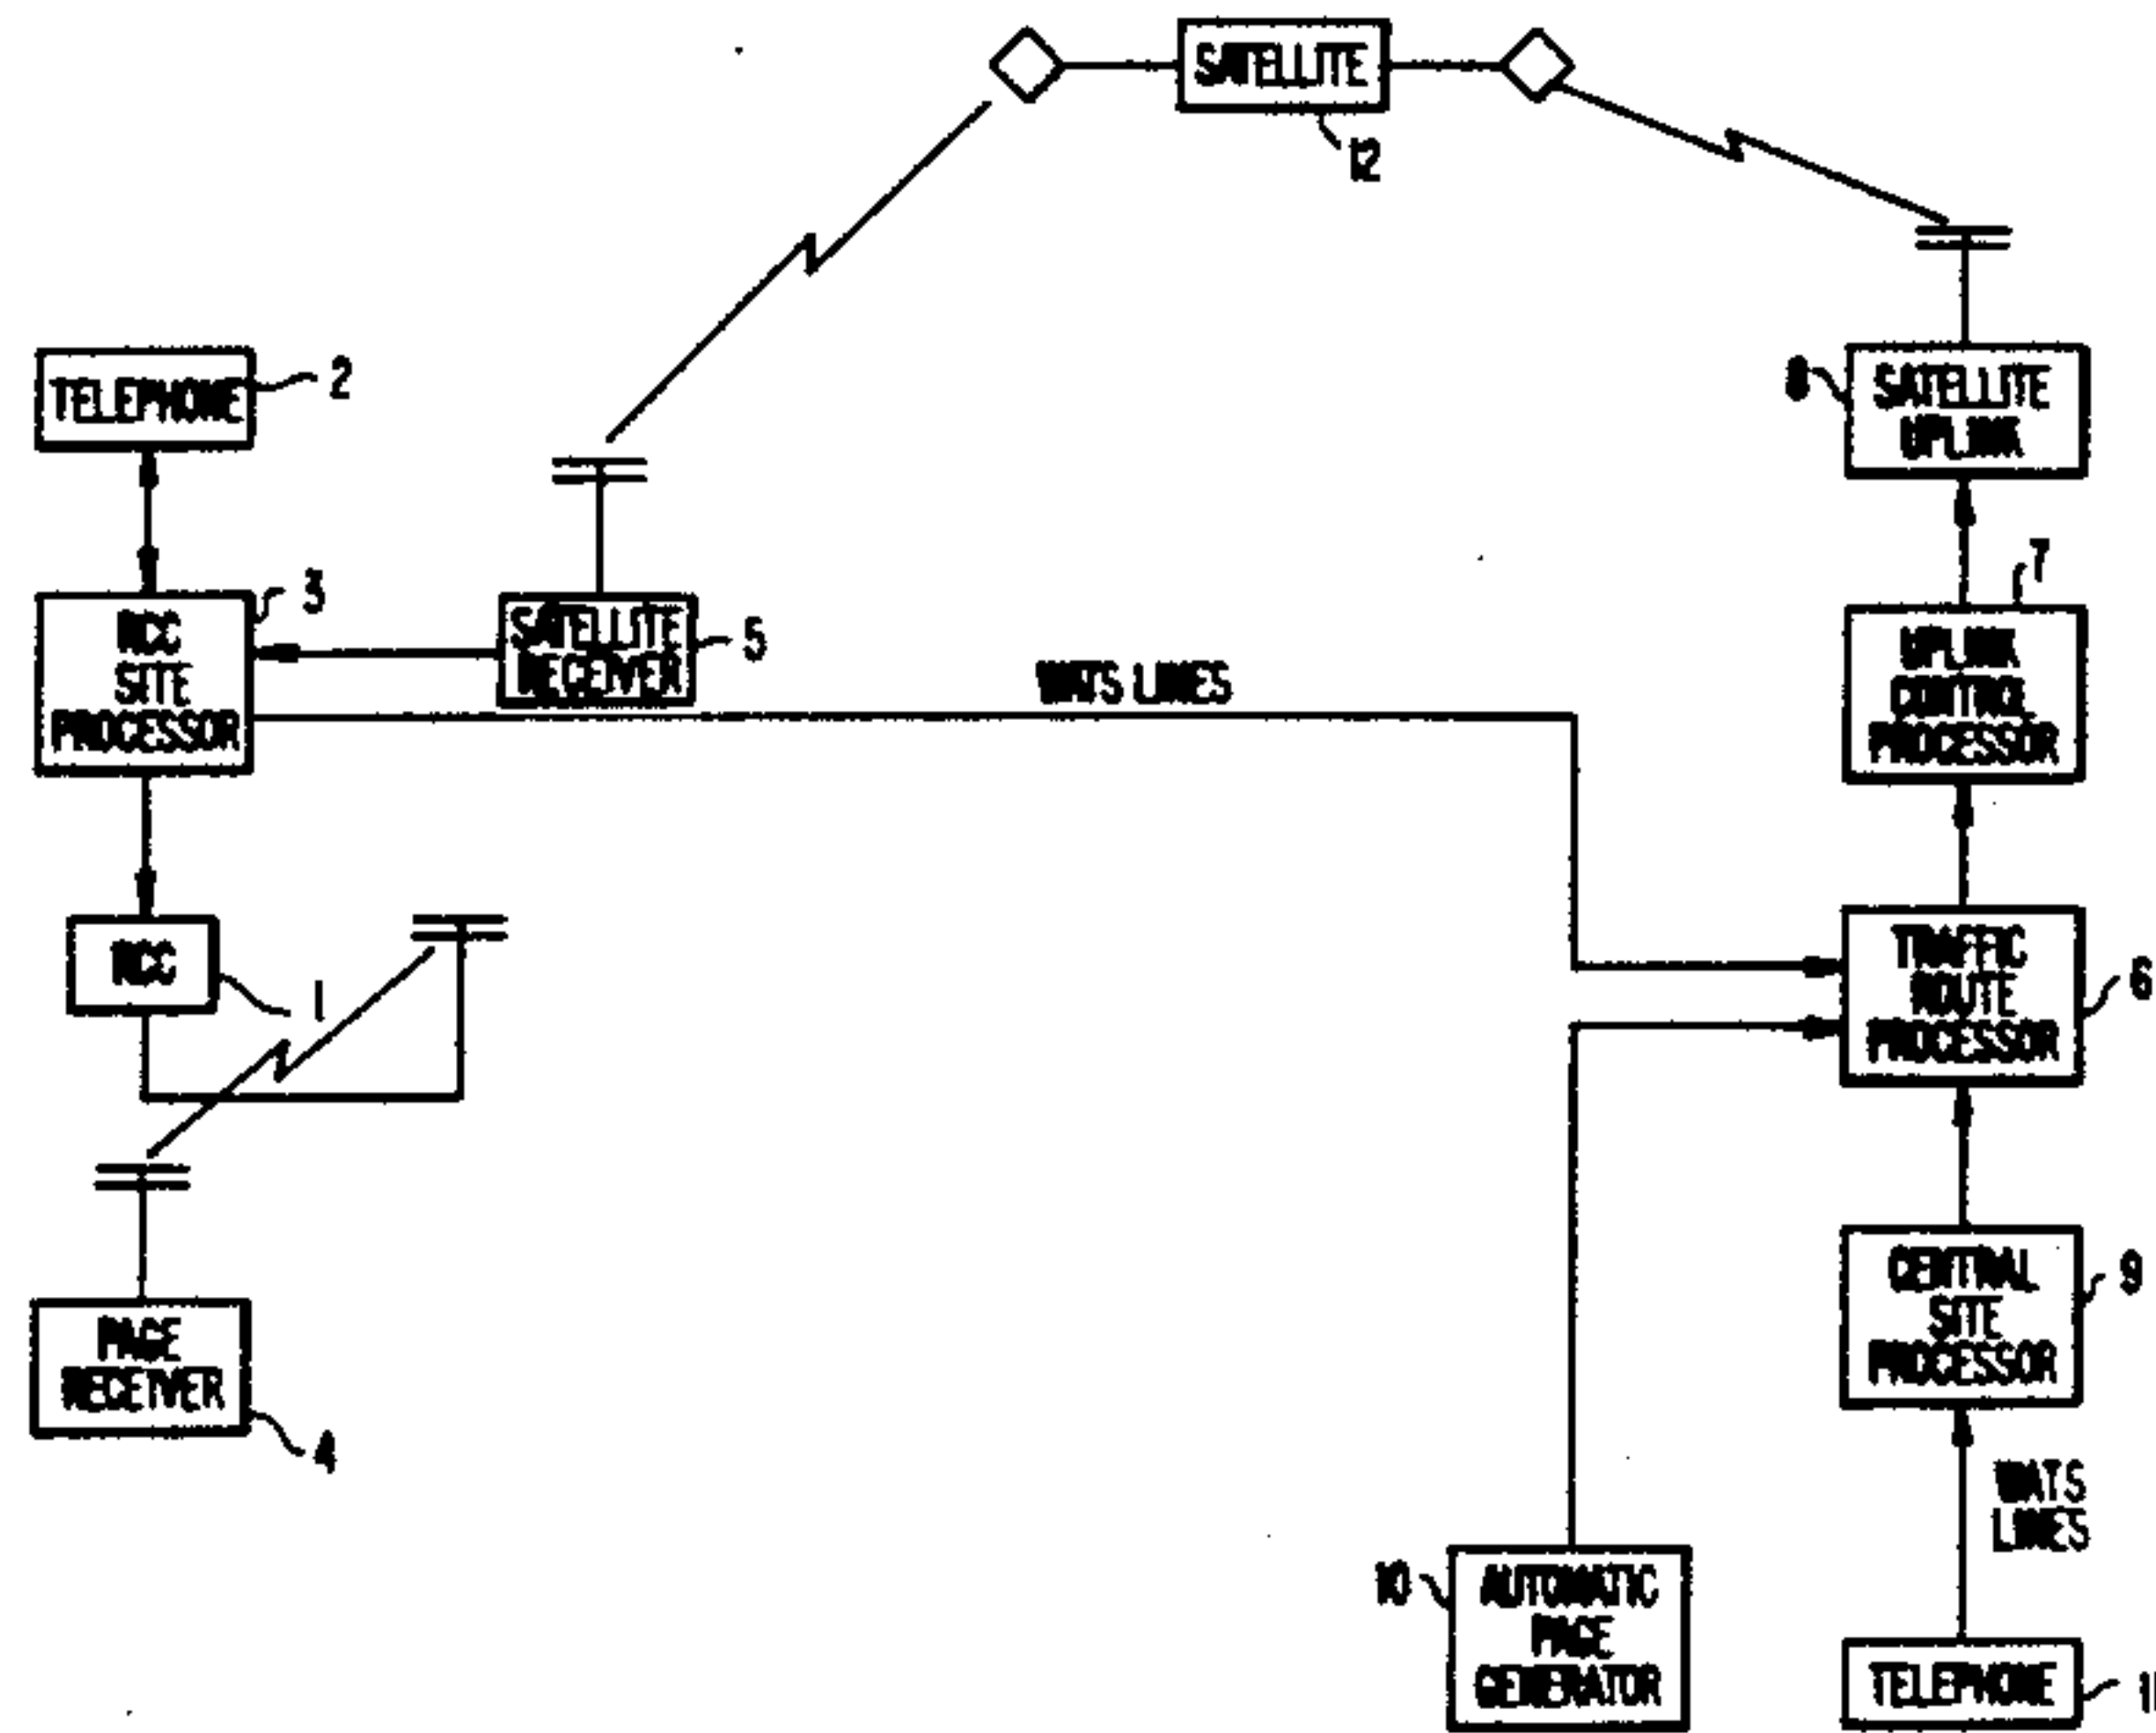 SATELLITE
12
TELEPHONE
2
8
SATELLITE
UPLINK
3
RCC
SITE
PROCESSOR
SATELLITE
RECEIVER
5
WATS LINES
7
UPLINK
CONTROL
PROCESSOR
RCC
1
TRAFFIC
ROUTE
PROCESSOR
6
PAGE
RECEIVER
4
CENTRAL
SITE
PROCESSOR
9
WATS
LINES
10
AUTOMATIC
PAGE
GENERATOR
TELEPHONE